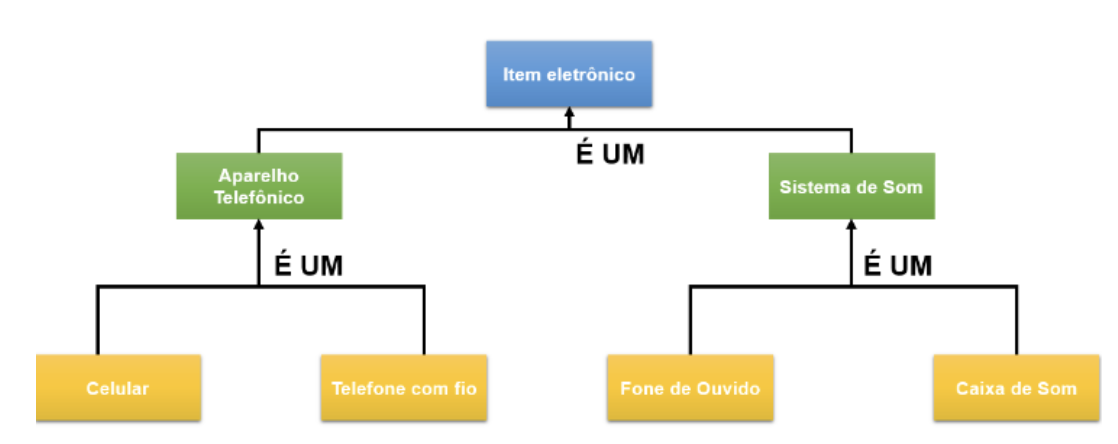 Item eletrônico
É UM
Aparelho
Telefônico
Sistema de Som
É UM
É UM
Celular
Telefone com fio
Fone de Ouvido
Caixa de Som